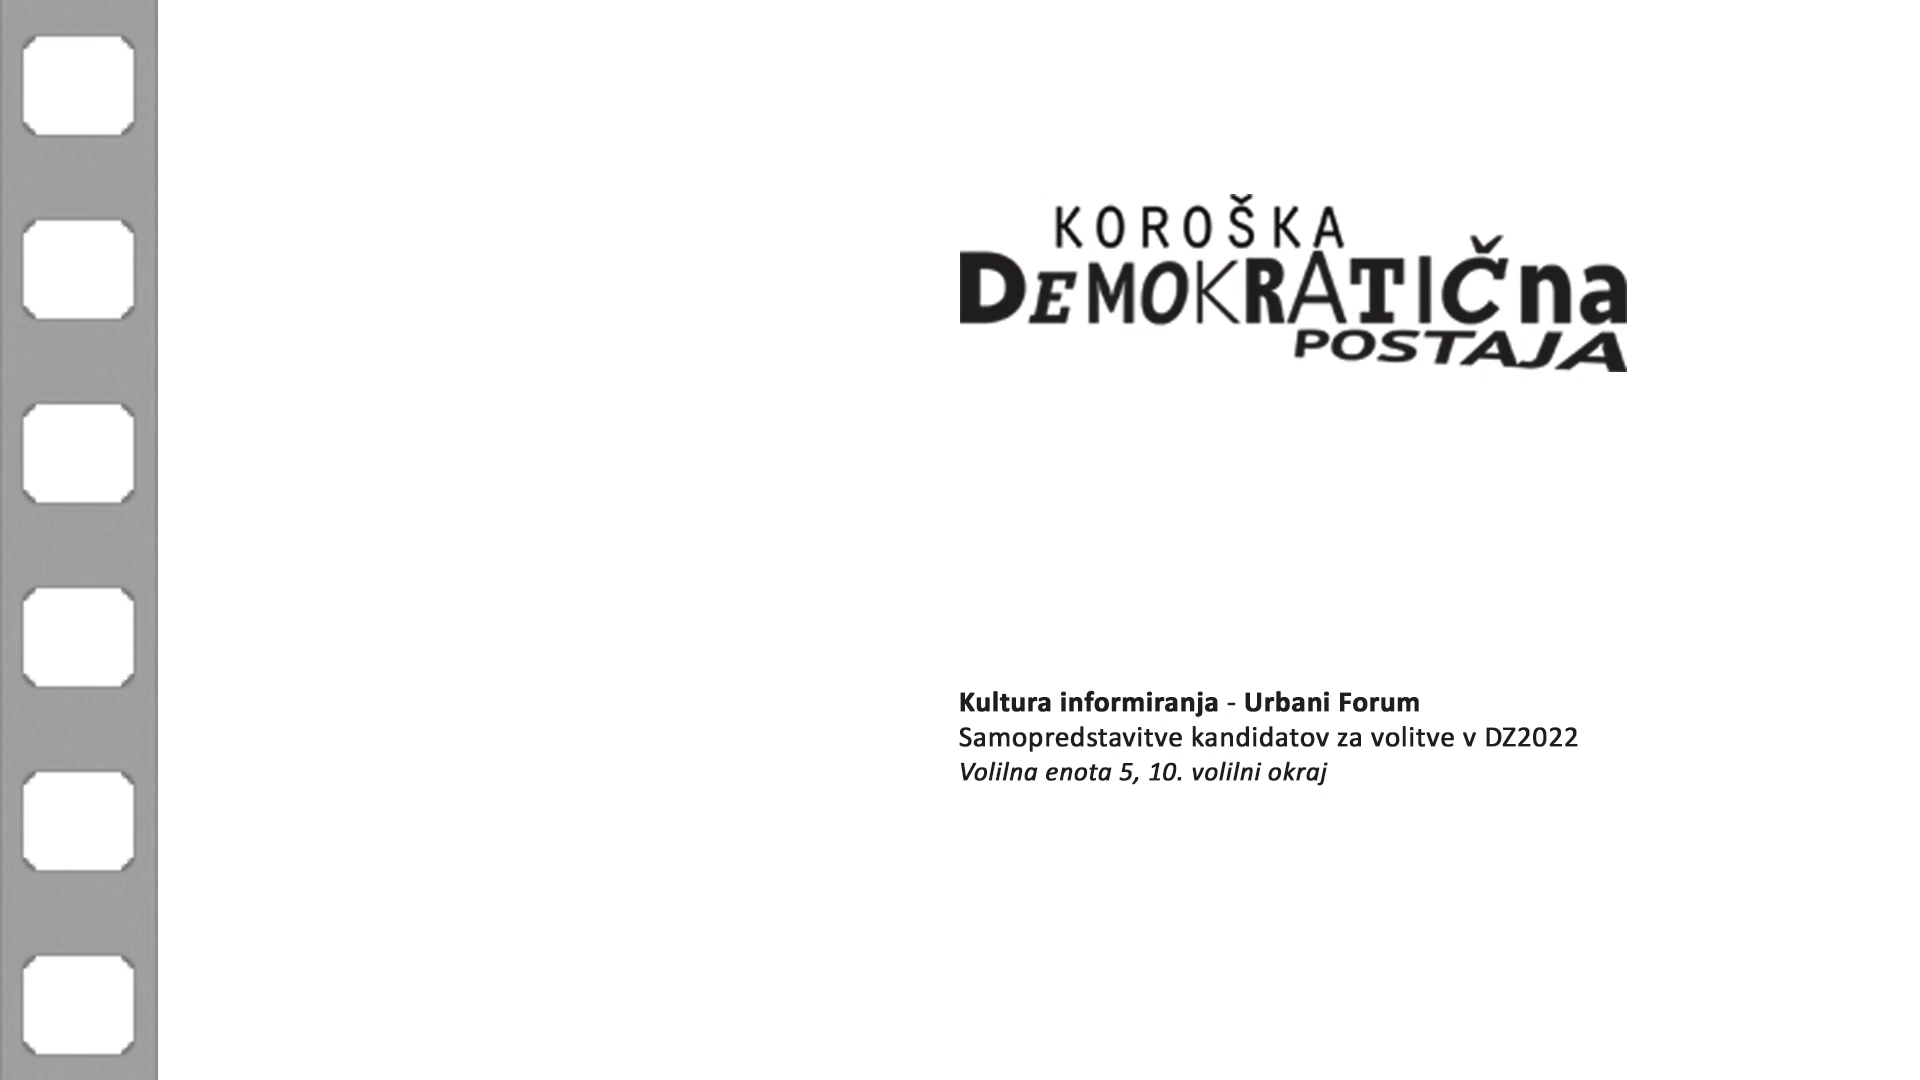 KOROŠKA
DEMOKRATIČna
POSTAJA
Kultura informiranja - Urbani Forum
Samopredstavitve kandidatov za volitve v DZ2022
Volilna enota 5, 10. volilni okraj